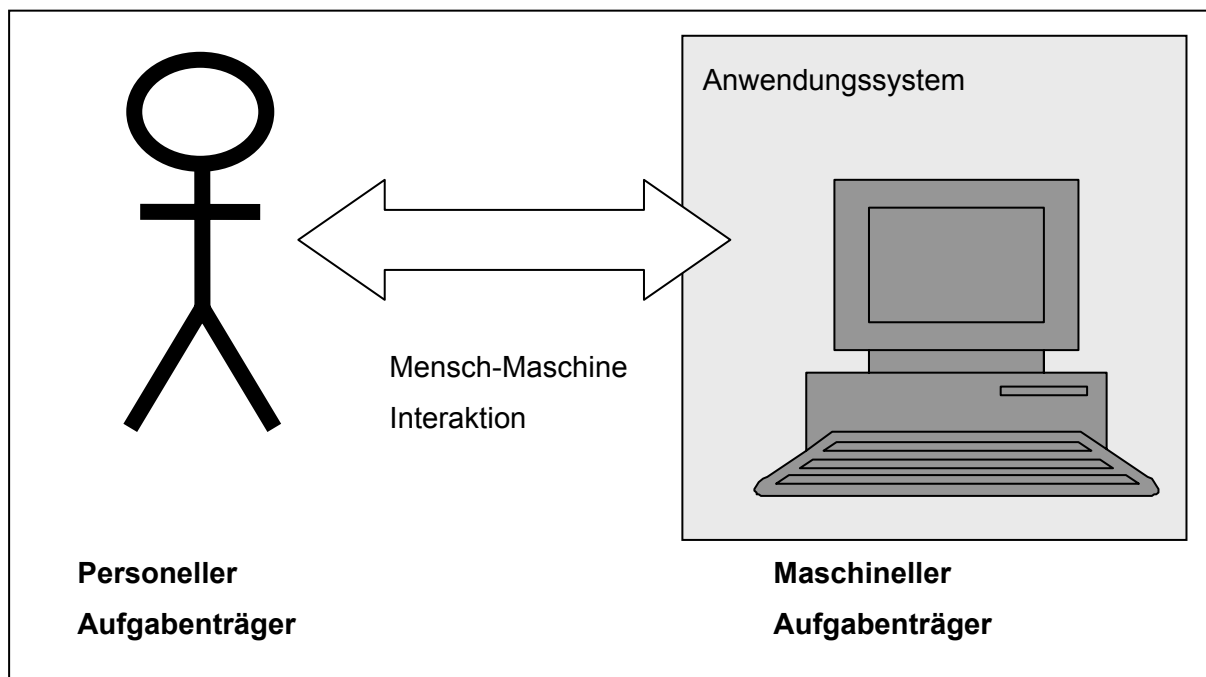 Anwendungssystem
Mensch-Maschine
Interaktion
Personeller
Aufgabenträger
Maschineller
Aufgabenträger